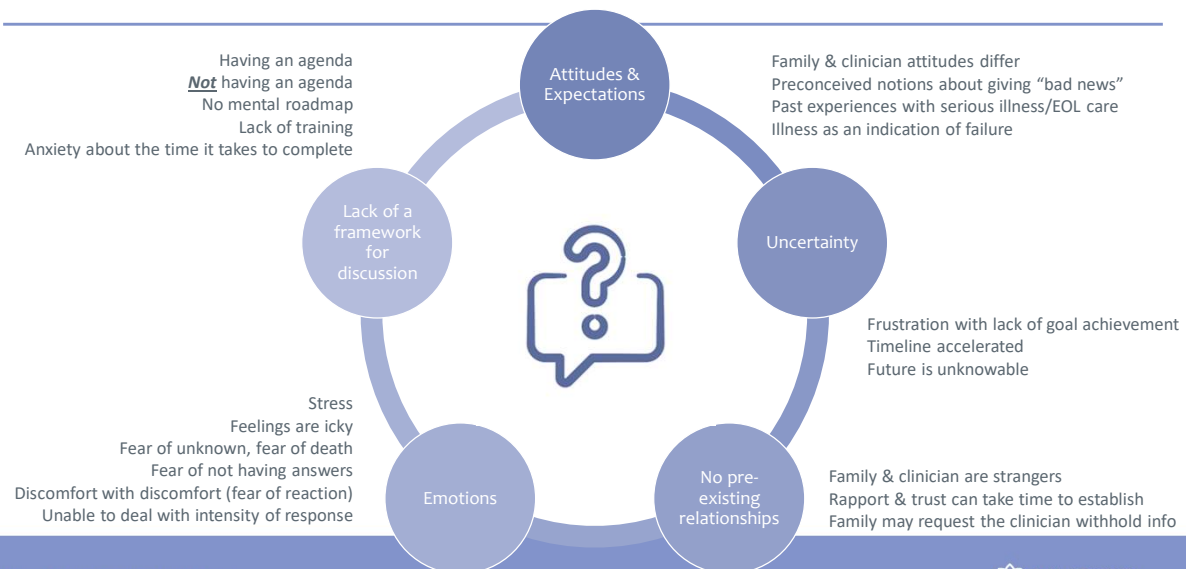 Attitudes &
Expectations
Family & clinician attitudes differ
Preconceived notions about giving “bad news”
Past experiences with serious illness/EOL care
Illness as an indication of failure
Uncertainty
Frustration with lack of goal achievement
Timeline accelerated
Future is unknowable
No pre-
existing
relationships
Family & clinician are strangers
Rapport & trust can take time to establish
Family may request the clinician withhold info
Emotions
Stress
Feelings are icky
Fear of unknown, fear of death
Fear of not having answers
Discomfort with discomfort (fear of reaction)
Unable to deal with intensity of response
Lack of a
framework
for
discussion
Having an agenda
Not having an agenda
No mental roadmap
Lack of training
Anxiety about the time it takes to complete
?